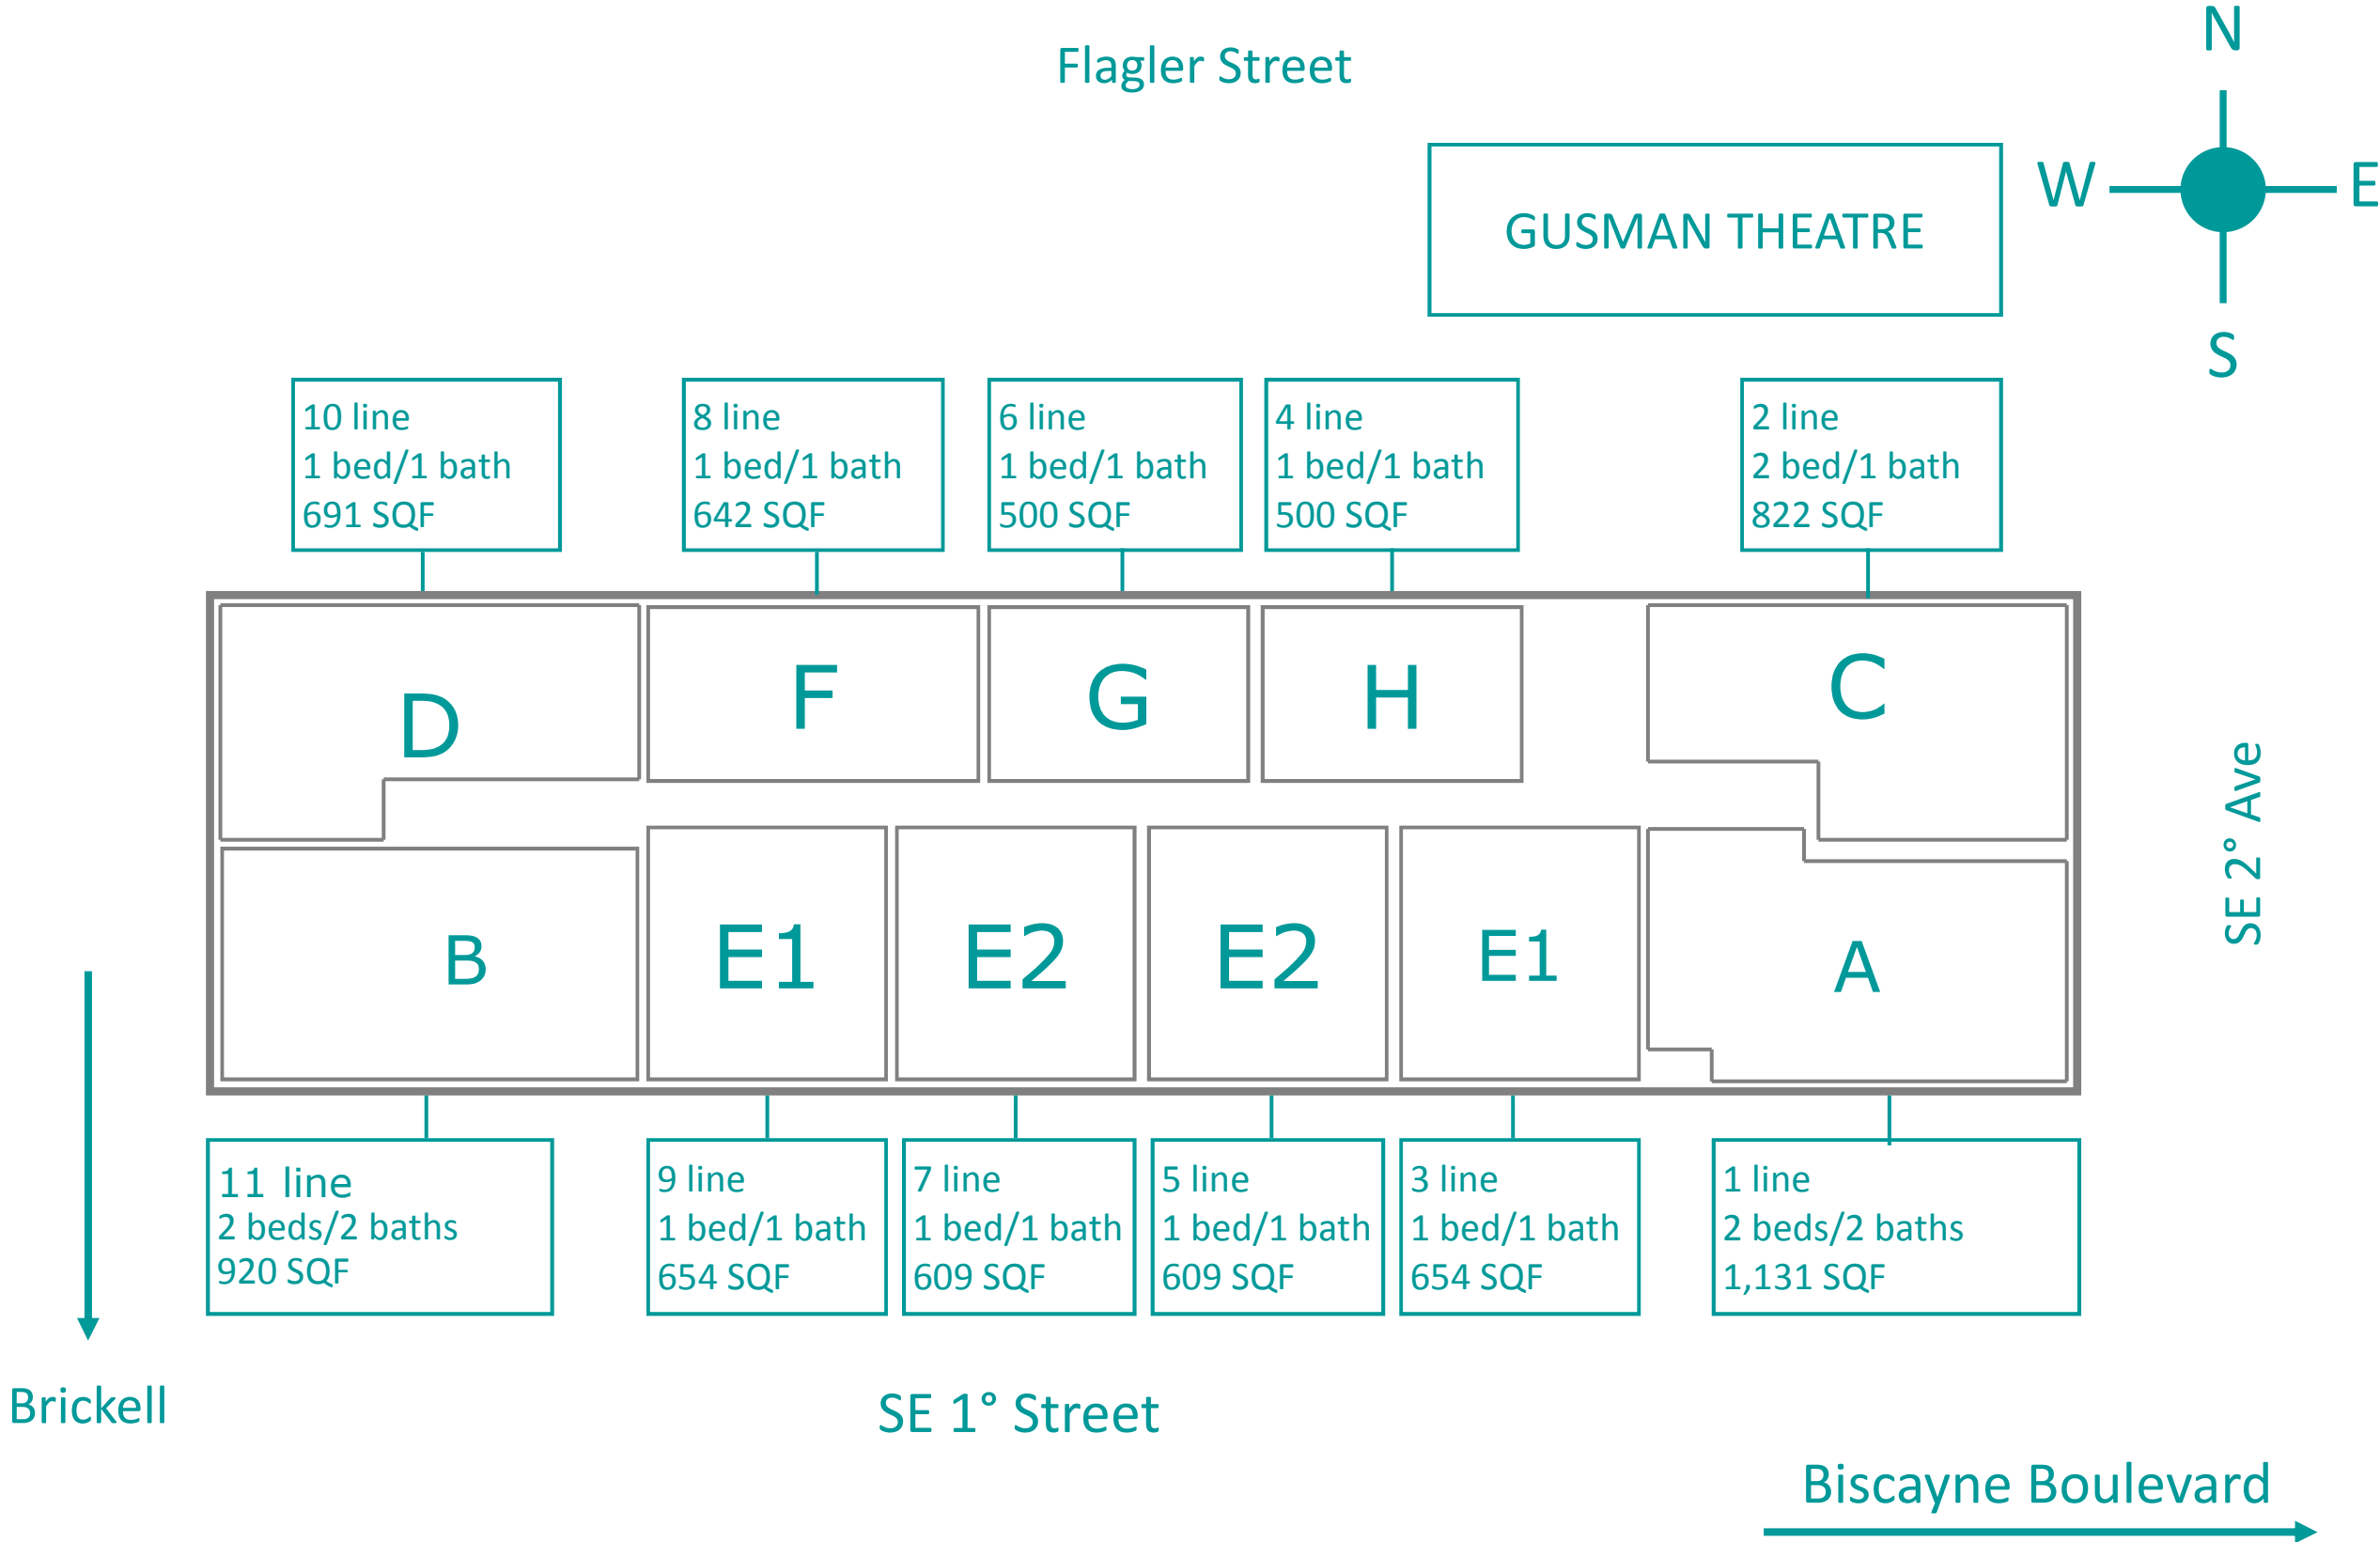 Flagler Street
N
W
E
S
GUSMAN THEATRE
10 line
1 bed/1 bath
691 SQF
8 line
1 bed/1 bath
642 SQF
6 line
1 bed/1 bath
500 SQF
4 line
1 bed/1 bath
500 SQF
2 line
2 bed/1 bath
822 SQF
D
F
G
H
C
B
E1
E2
E2
E1
A
SE 2° Ave
11 line
2 beds/2 baths
920 SQF
9 line
1 bed/1 bath
654 SQF
7 line
1 bed/1 bath
609 SQF
5 line
1 bed/1 bath
609 SQF
3 line
1 bed/1 bath
654 SQF
1 line
2 beds/2 baths
1,131 SQF
Brickell
SE 1° Street
Biscayne Boulevard